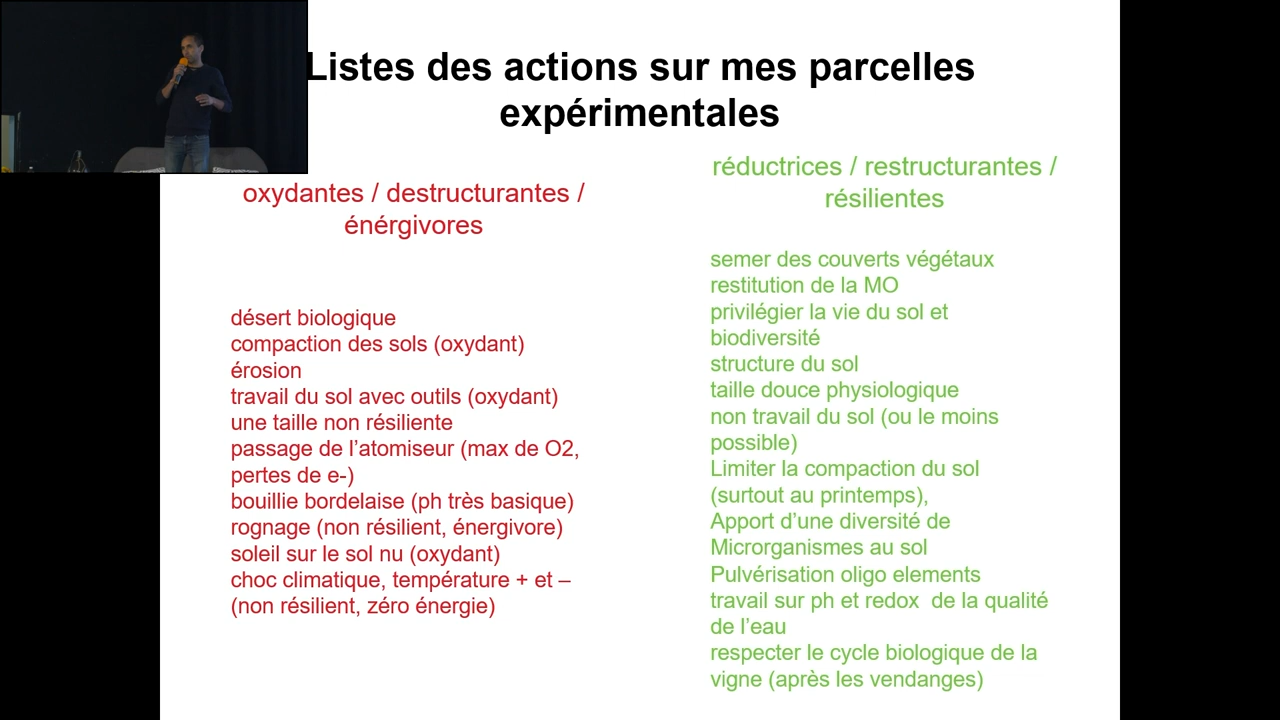 Listes des actions sur mes parcelles
expérimentales
oxydantes / destructurantes /
énérgivores
désert biologique
compaction des sols (oxydant)
érosion
travail du sol avec outils (oxydant)
une taille non résiliente
passage de l’atomiseur (max de O2,
pertes de e-)
bouillie bordelaise (ph très basique)
rognage (non résilient, énergivore)
soleil sur le sol nu (oxydant)
choc climatique, température + et –
(non résilient, zéro énergie)
réductrices / restructurantes /
résilientes
semer des couverts végétaux
restitution de la MO
privilégier la vie du sol et
biodiversité
structure du sol
taille douce physiologique
non travail du sol (ou le moins
possible)
Limiter la compaction du sol
(surtout au printemps),
Apport d’une diversité de
Microrganismes au sol
Pulvérisation oligo elements
travail sur ph et redox  de la qualité
de l’eau
respecter le cycle biologique de la
vigne (après les vendanges)